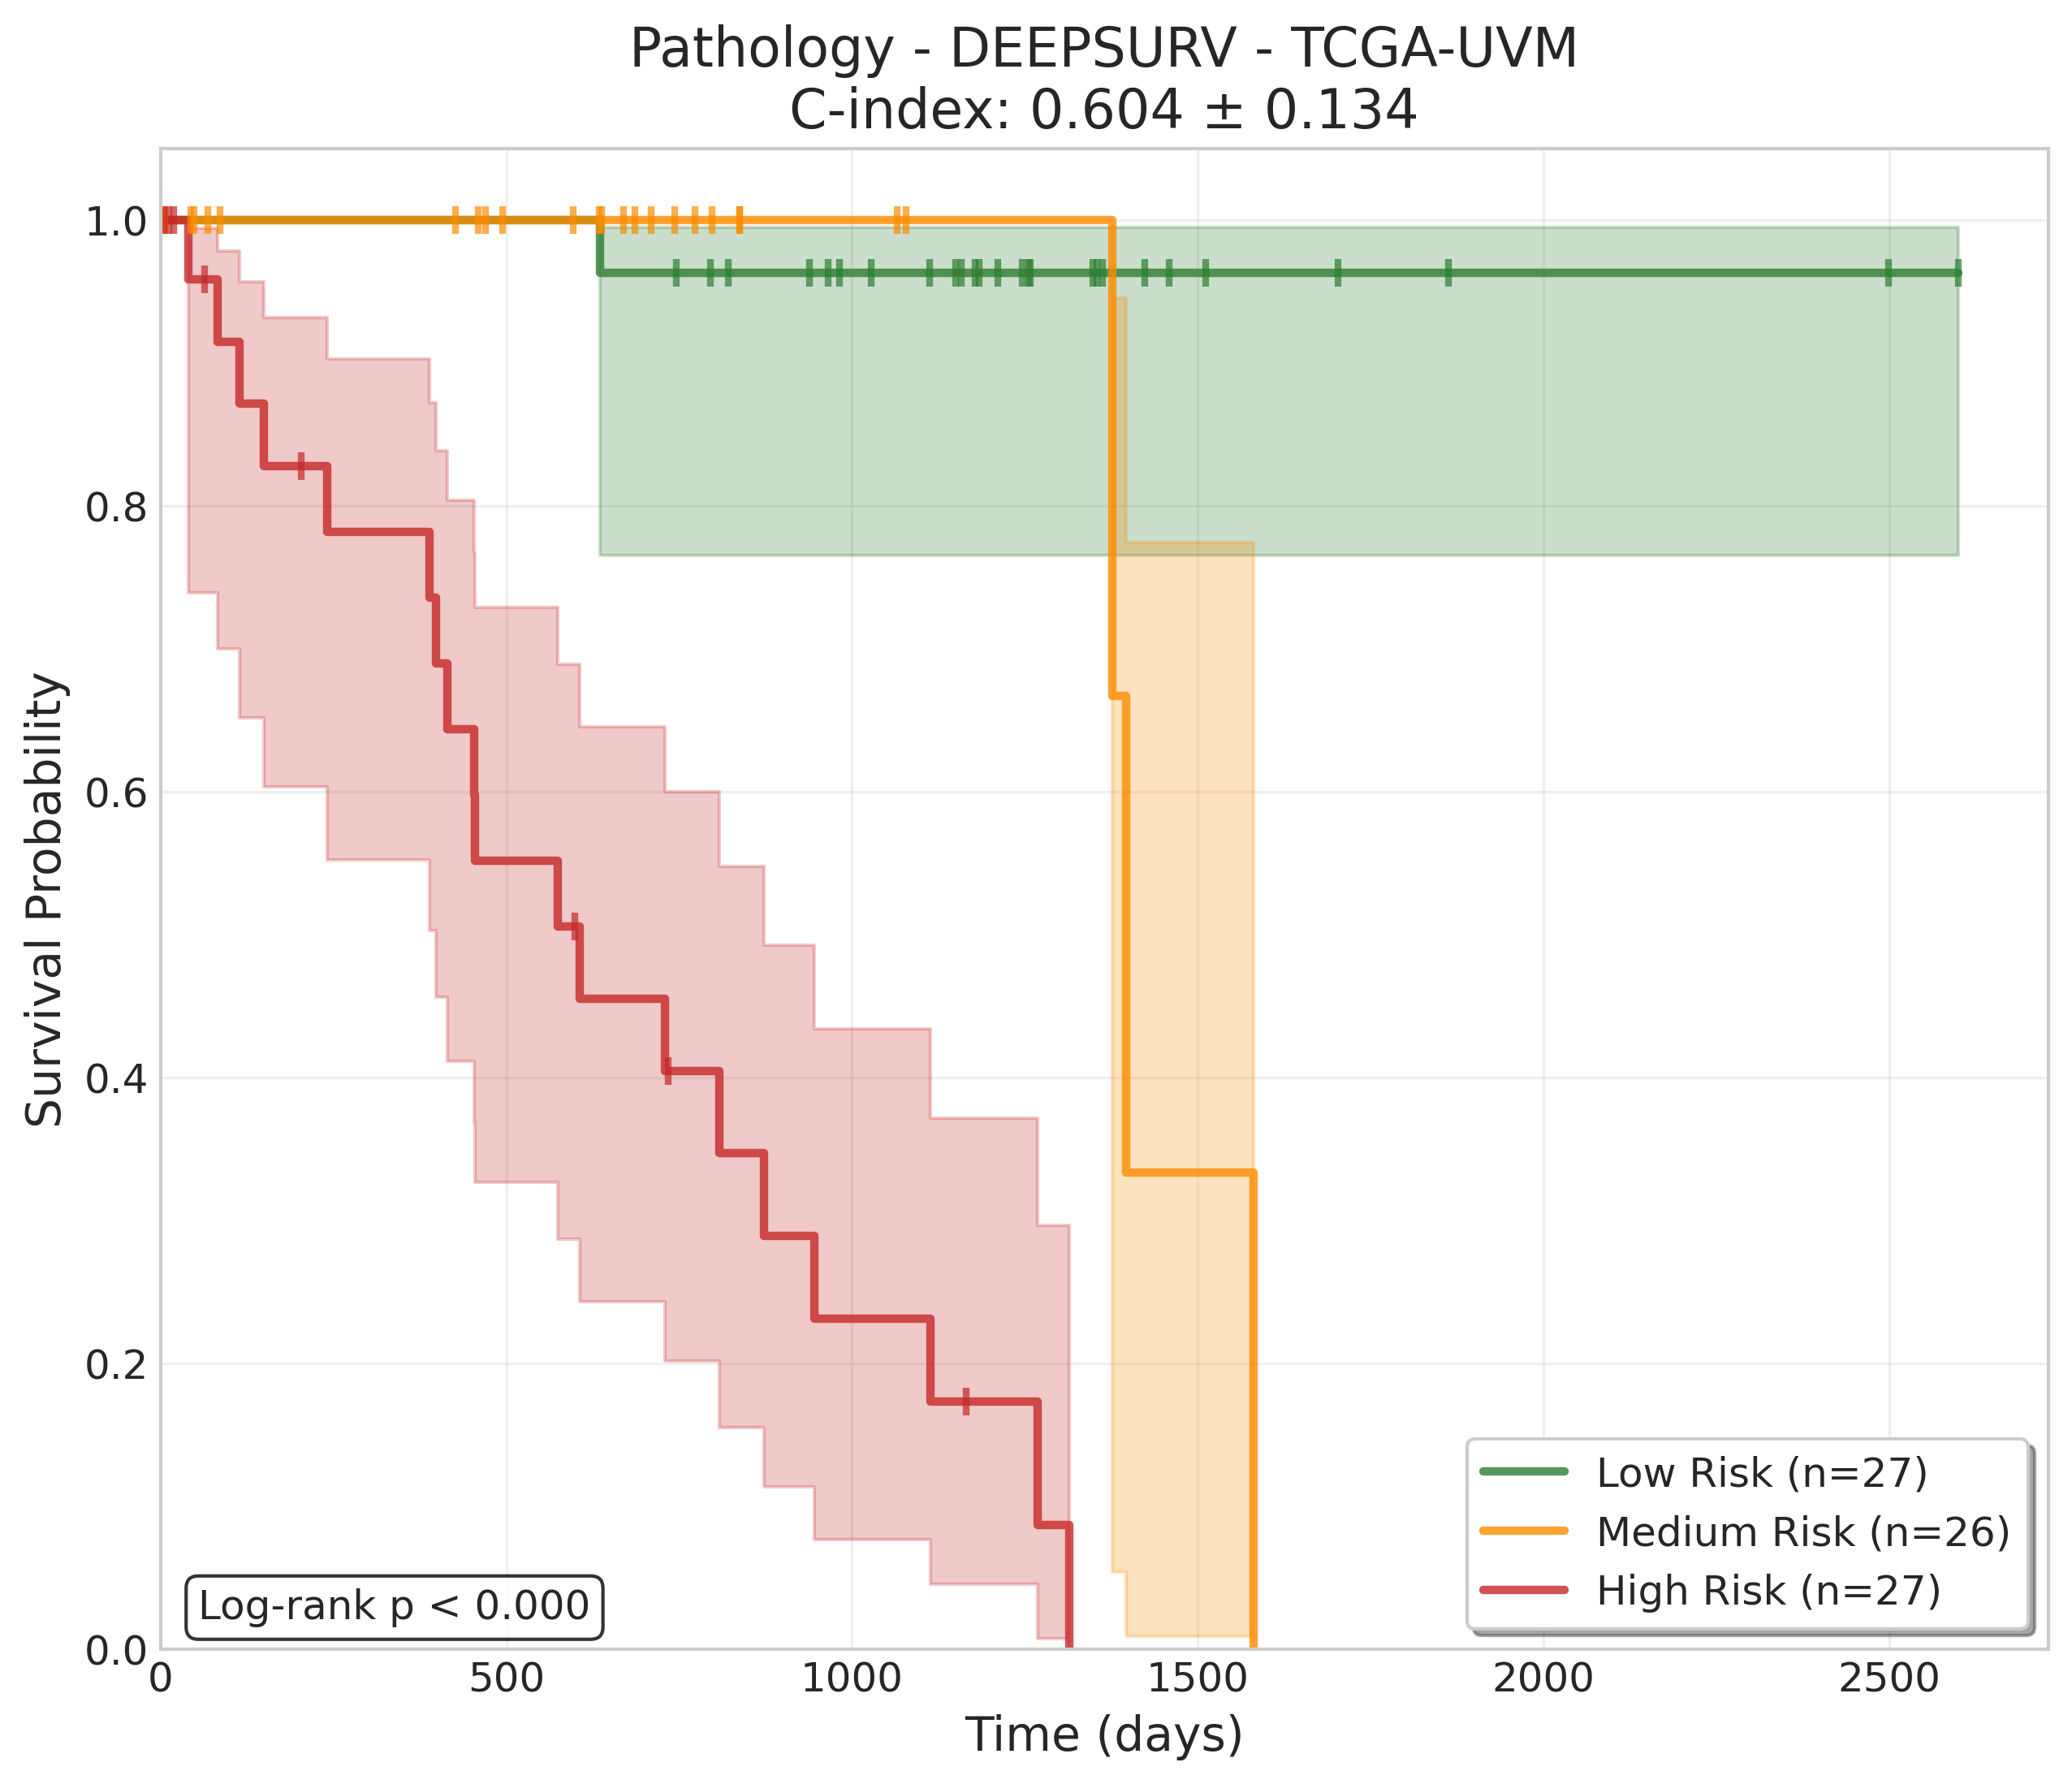 Pathology - DEEPSURV - TCGA-UVM
C-index: 0.604 ± 0.134
Survival Probability
1.0
0.8
0.6
0.4
0.2
0.0
Log-rank p < 0.000
Low Risk (n=27)
Medium Risk (n=26)
High Risk (n=27)
0 500 1000 1500 2000 2500
Time (days)